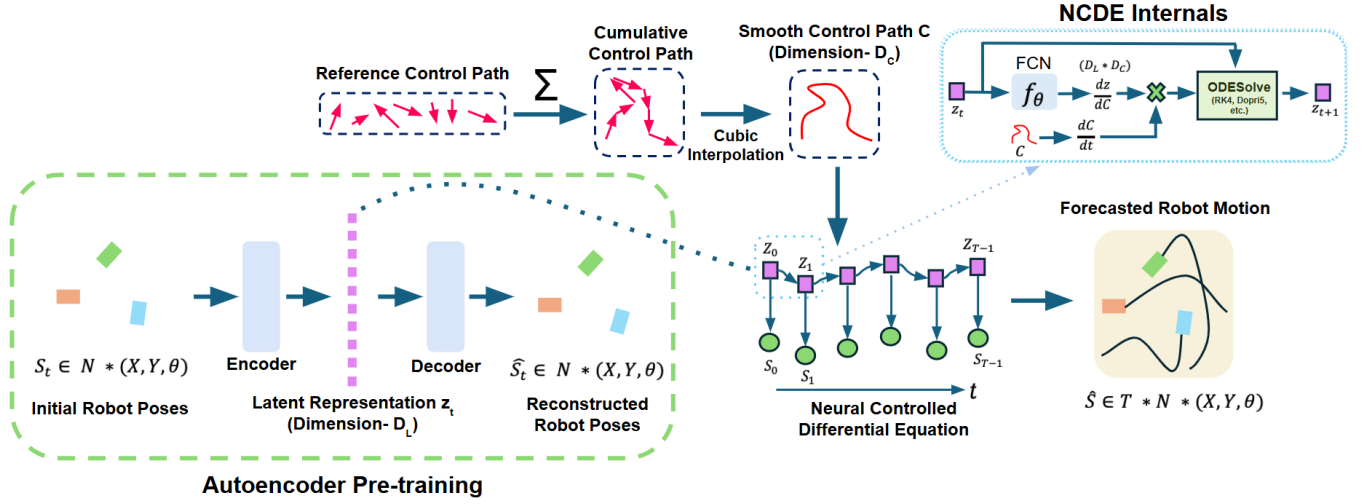 NCDE Internals
Cumulative
Control Path
Smooth Control Path C
(Dimension- D_C)
Reference Control Path
∑
Cubic
Interpolation
FCN
(D_L * D_C)
z_t
f_θ
dz
dC
ODESolve
(RK4, Dopri5,
etc.)
z_{t+1}
C
dC
dt
Forecasted Robot Motion
Z_0
Z_1
Z_{T-1}
S_0
S_1
S_{T-1}
t
Neural Controlled
Differential Equation
Ŝ ∈ T * N * (X, Y, θ)
Encoder
Decoder
S_t ∈ N * (X, Y, θ)
Ŝ_t ∈ N * (X, Y, θ)
Initial Robot Poses
Latent Representation z_t
(Dimension- D_L)
Reconstructed
Robot Poses
Autoencoder Pre-training